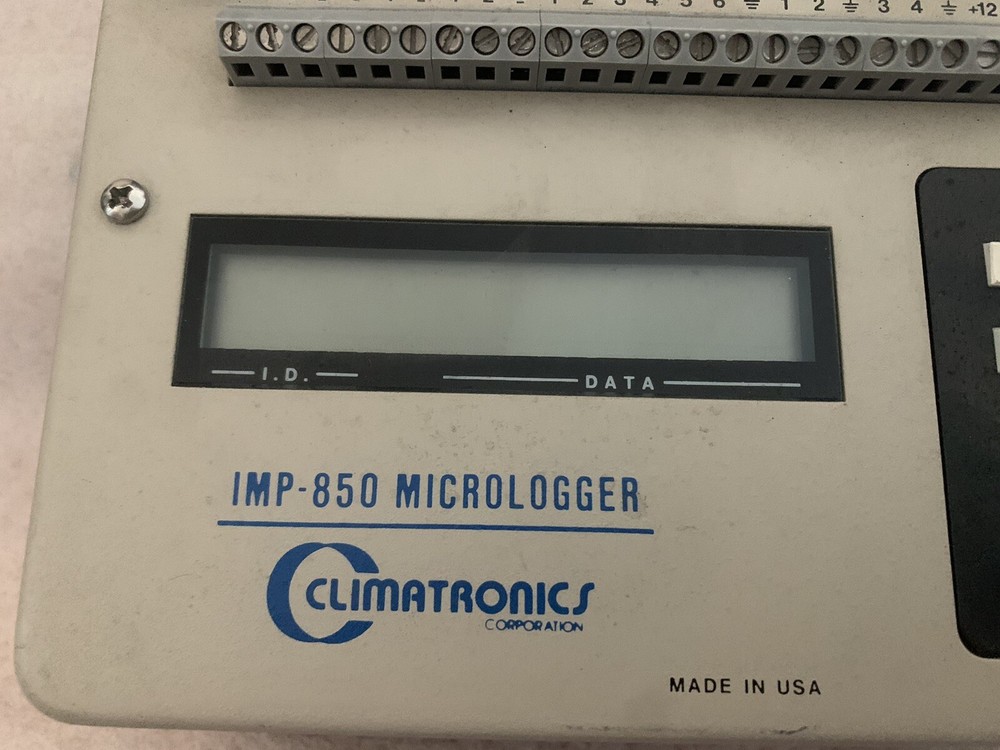 1 2 3 4 5 6 1 2 3 4 +12
I.D. DATA
IMP-850 MICROLOGGER
CLIMATRONICS
CORPORATION
MADE IN USA